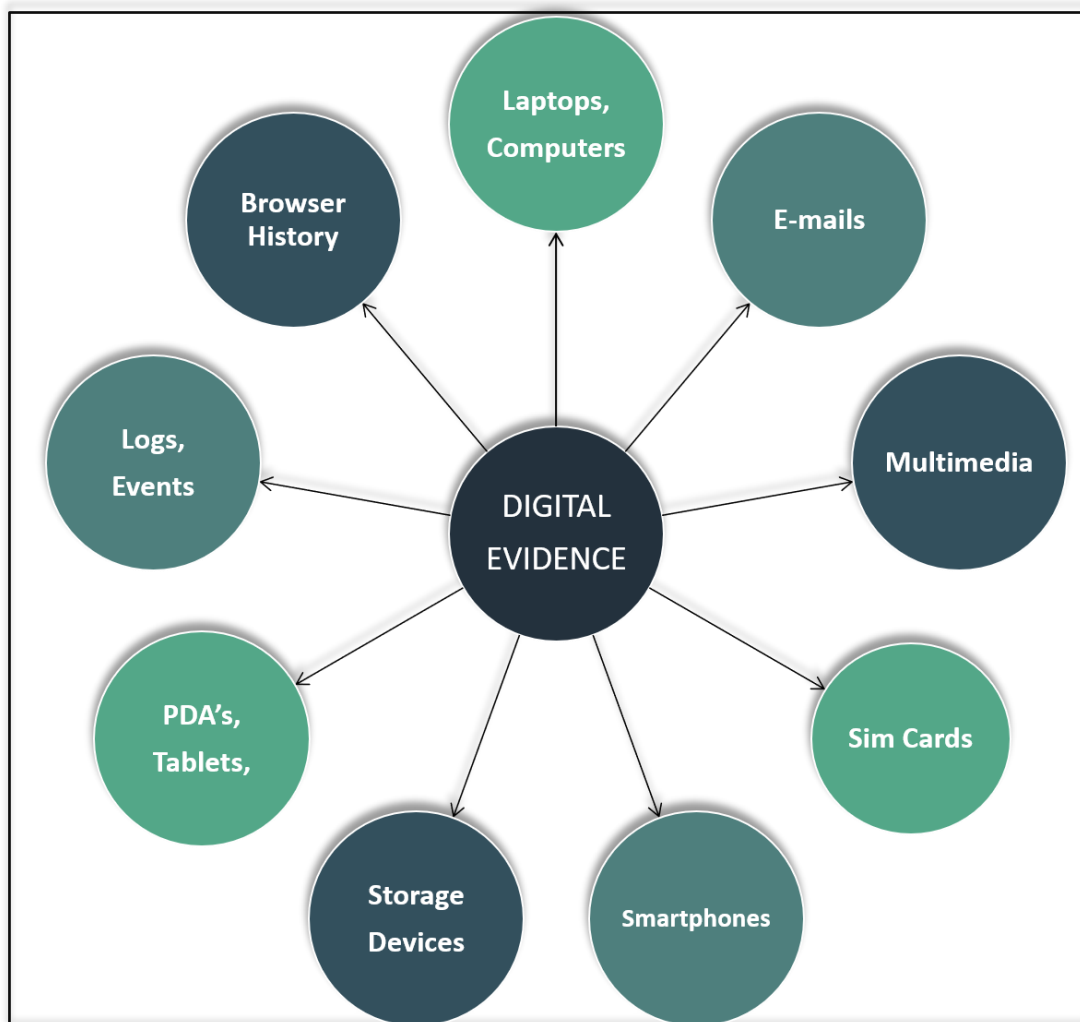 Laptops,
Computers
E-mails
Multimedia
Sim Cards
Smartphones
Storage
Devices
PDA’s,
Tablets,
Logs,
Events
Browser
History
DIGITAL
EVIDENCE